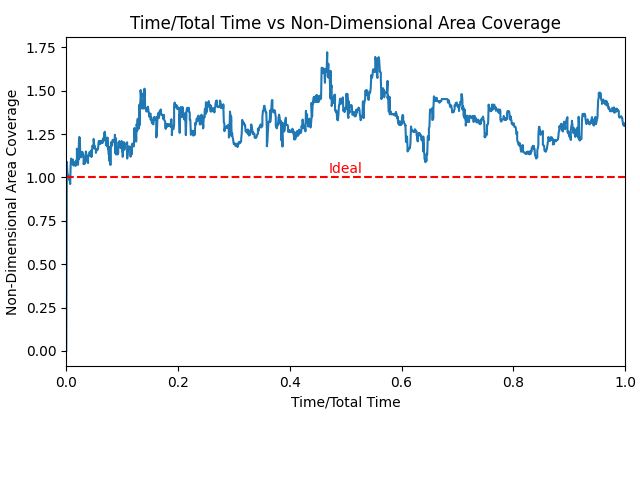 Time/Total Time vs Non-Dimensional Area Coverage
Non-Dimensional Area Coverage
1.75
1.50
1.25
1.00
0.75
0.50
0.25
0.00
Ideal
0.0 0.2 0.4 0.6 0.8 1.0
Time/Total Time